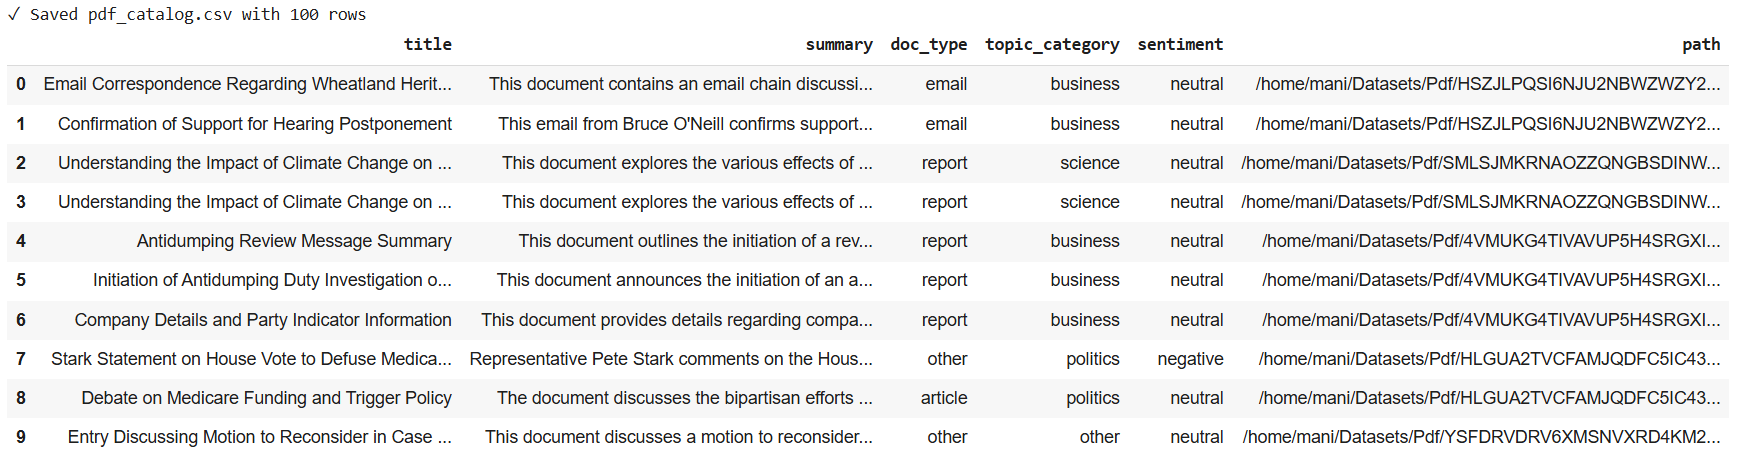 ✓ Saved pdf_catalog.csv with 100 rows
title summary doc_type topic_category sentiment path
0 Email Correspondence Regarding Wheatland Herit... This document contains an email chain discussi... email business neutral /home/mani/Datasets/Pdf/HSZJLPQSI6NJU2NBWZWZY2...
1 Confirmation of Support for Hearing Postponement This email from Bruce O'Neill confirms support... email business neutral /home/mani/Datasets/Pdf/HSZJLPQSI6NJU2NBWZWZY2...
2 Understanding the Impact of Climate Change on ... This document explores the various effects of ... report science neutral /home/mani/Datasets/Pdf/SMLSJMKRNAOZZQNGBSDINW...
3 Understanding the Impact of Climate Change on ... This document explores the various effects of ... report science neutral /home/mani/Datasets/Pdf/SMLSJMKRNAOZZQNGBSDINW...
4 Antidumping Review Message Summary This document outlines the initiation of a rev... report business neutral /home/mani/Datasets/Pdf/4VMUKG4TIVAVUP5H4SRGXI...
5 Initiation of Antidumping Duty Investigation o... This document announces the initiation of an a... report business neutral /home/mani/Datasets/Pdf/4VMUKG4TIVAVUP5H4SRGXI...
6 Company Details and Party Indicator Information This document provides details regarding compa... report business neutral /home/mani/Datasets/Pdf/4VMUKG4TIVAVUP5H4SRGXI...
7 Stark Statement on House Vote to Defuse Medica... Representative Pete Stark comments on the Hous... other politics negative /home/mani/Datasets/Pdf/HLGUA2TVCFAMJQDFC5IC43...
8 Debate on Medicare Funding and Trigger Policy The document discusses the bipartisan efforts ... article politics neutral /home/mani/Datasets/Pdf/HLGUA2TVCFAMJQDFC5IC43...
9 Entry Discussing Motion to Reconsider in Case ... This document discusses a motion to reconsider... other other neutral /home/mani/Datasets/Pdf/YSFDRVDRV6XMSNVXRD4KM2...